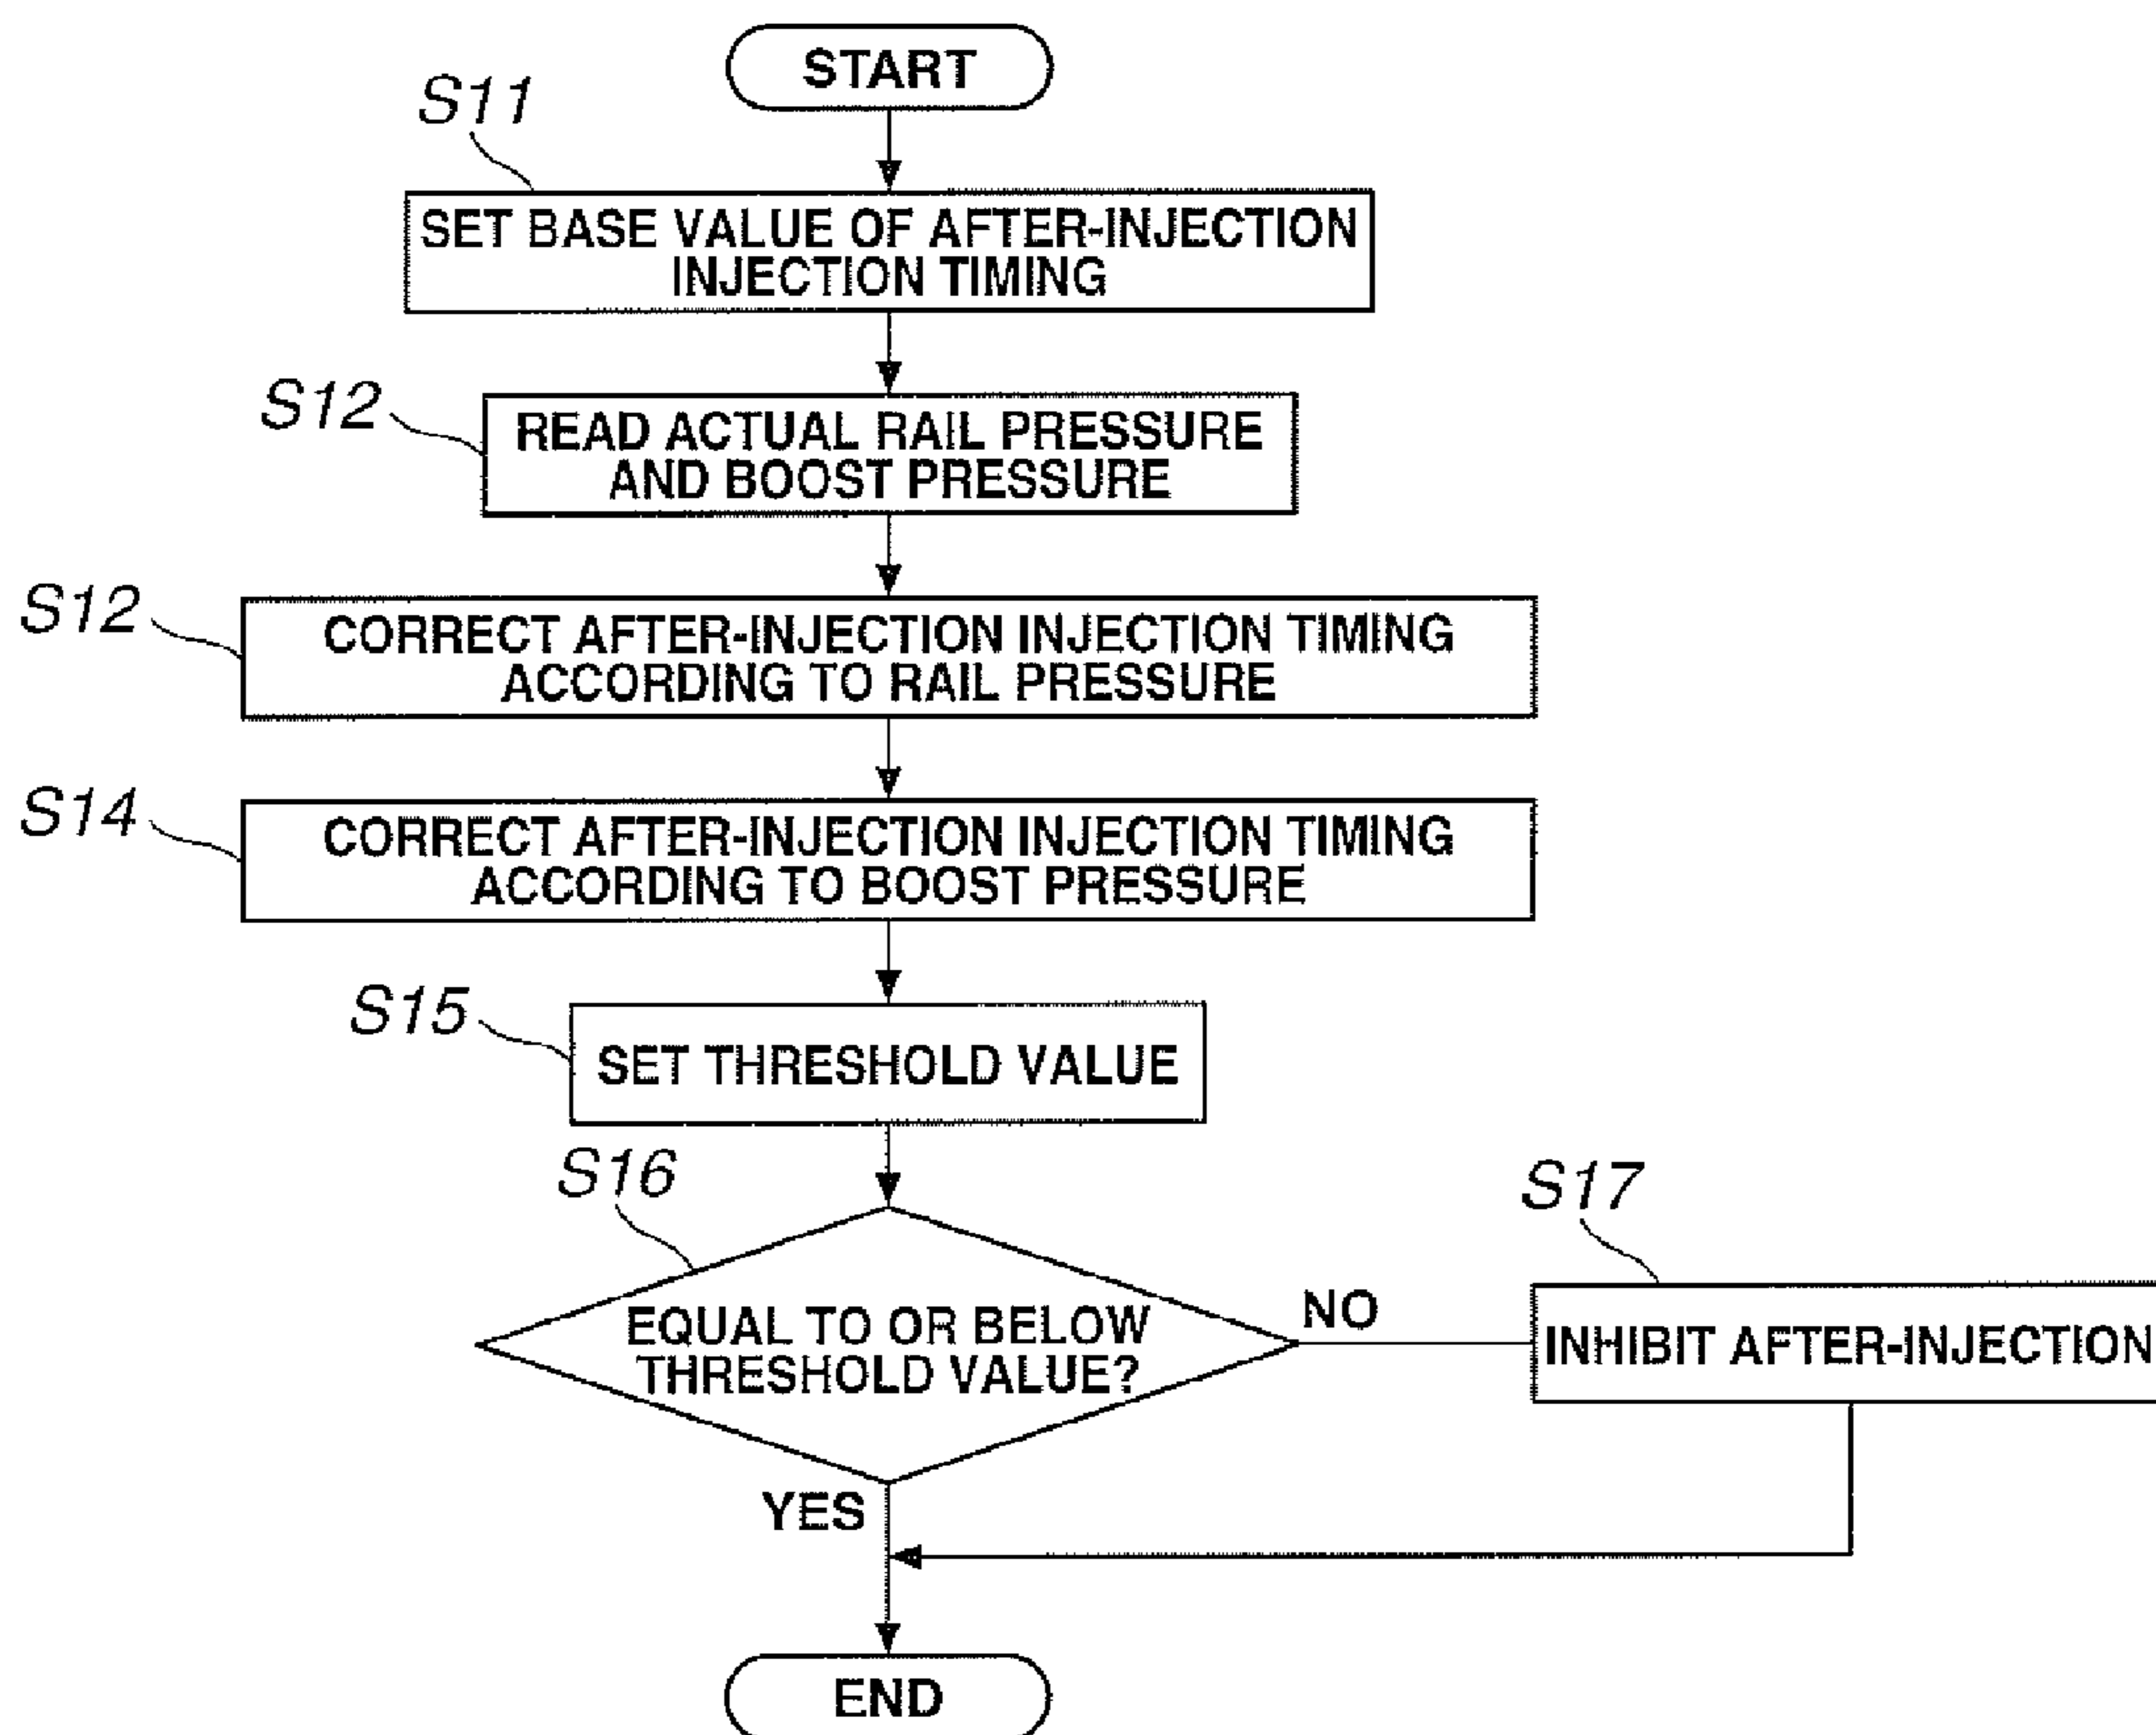 START
S11
SET BASE VALUE OF AFTER-INJECTION
INJECTION TIMING
S12
READ ACTUAL RAIL PRESSURE
AND BOOST PRESSURE
S12
CORRECT AFTER-INJECTION INJECTION TIMING
ACCORDING TO RAIL PRESSURE
S14
CORRECT AFTER-INJECTION INJECTION TIMING
ACCORDING TO BOOST PRESSURE
S15
SET THRESHOLD VALUE
S16
EQUAL TO OR BELOW
THRESHOLD VALUE?
NO
S17
INHIBIT AFTER-INJECTION
YES
END